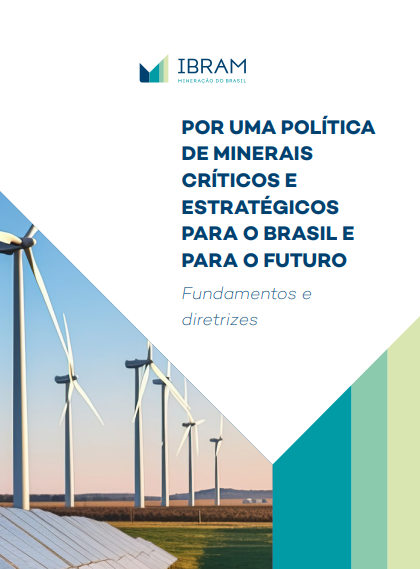 IBRAM
MINERAÇÃO DO BRASIL
POR UMA POLÍTICA
DE MINERAIS
CRÍTICOS E
ESTRATÉGICOS
PARA O BRASIL E
PARA O FUTURO
Fundamentos e
diretrizes